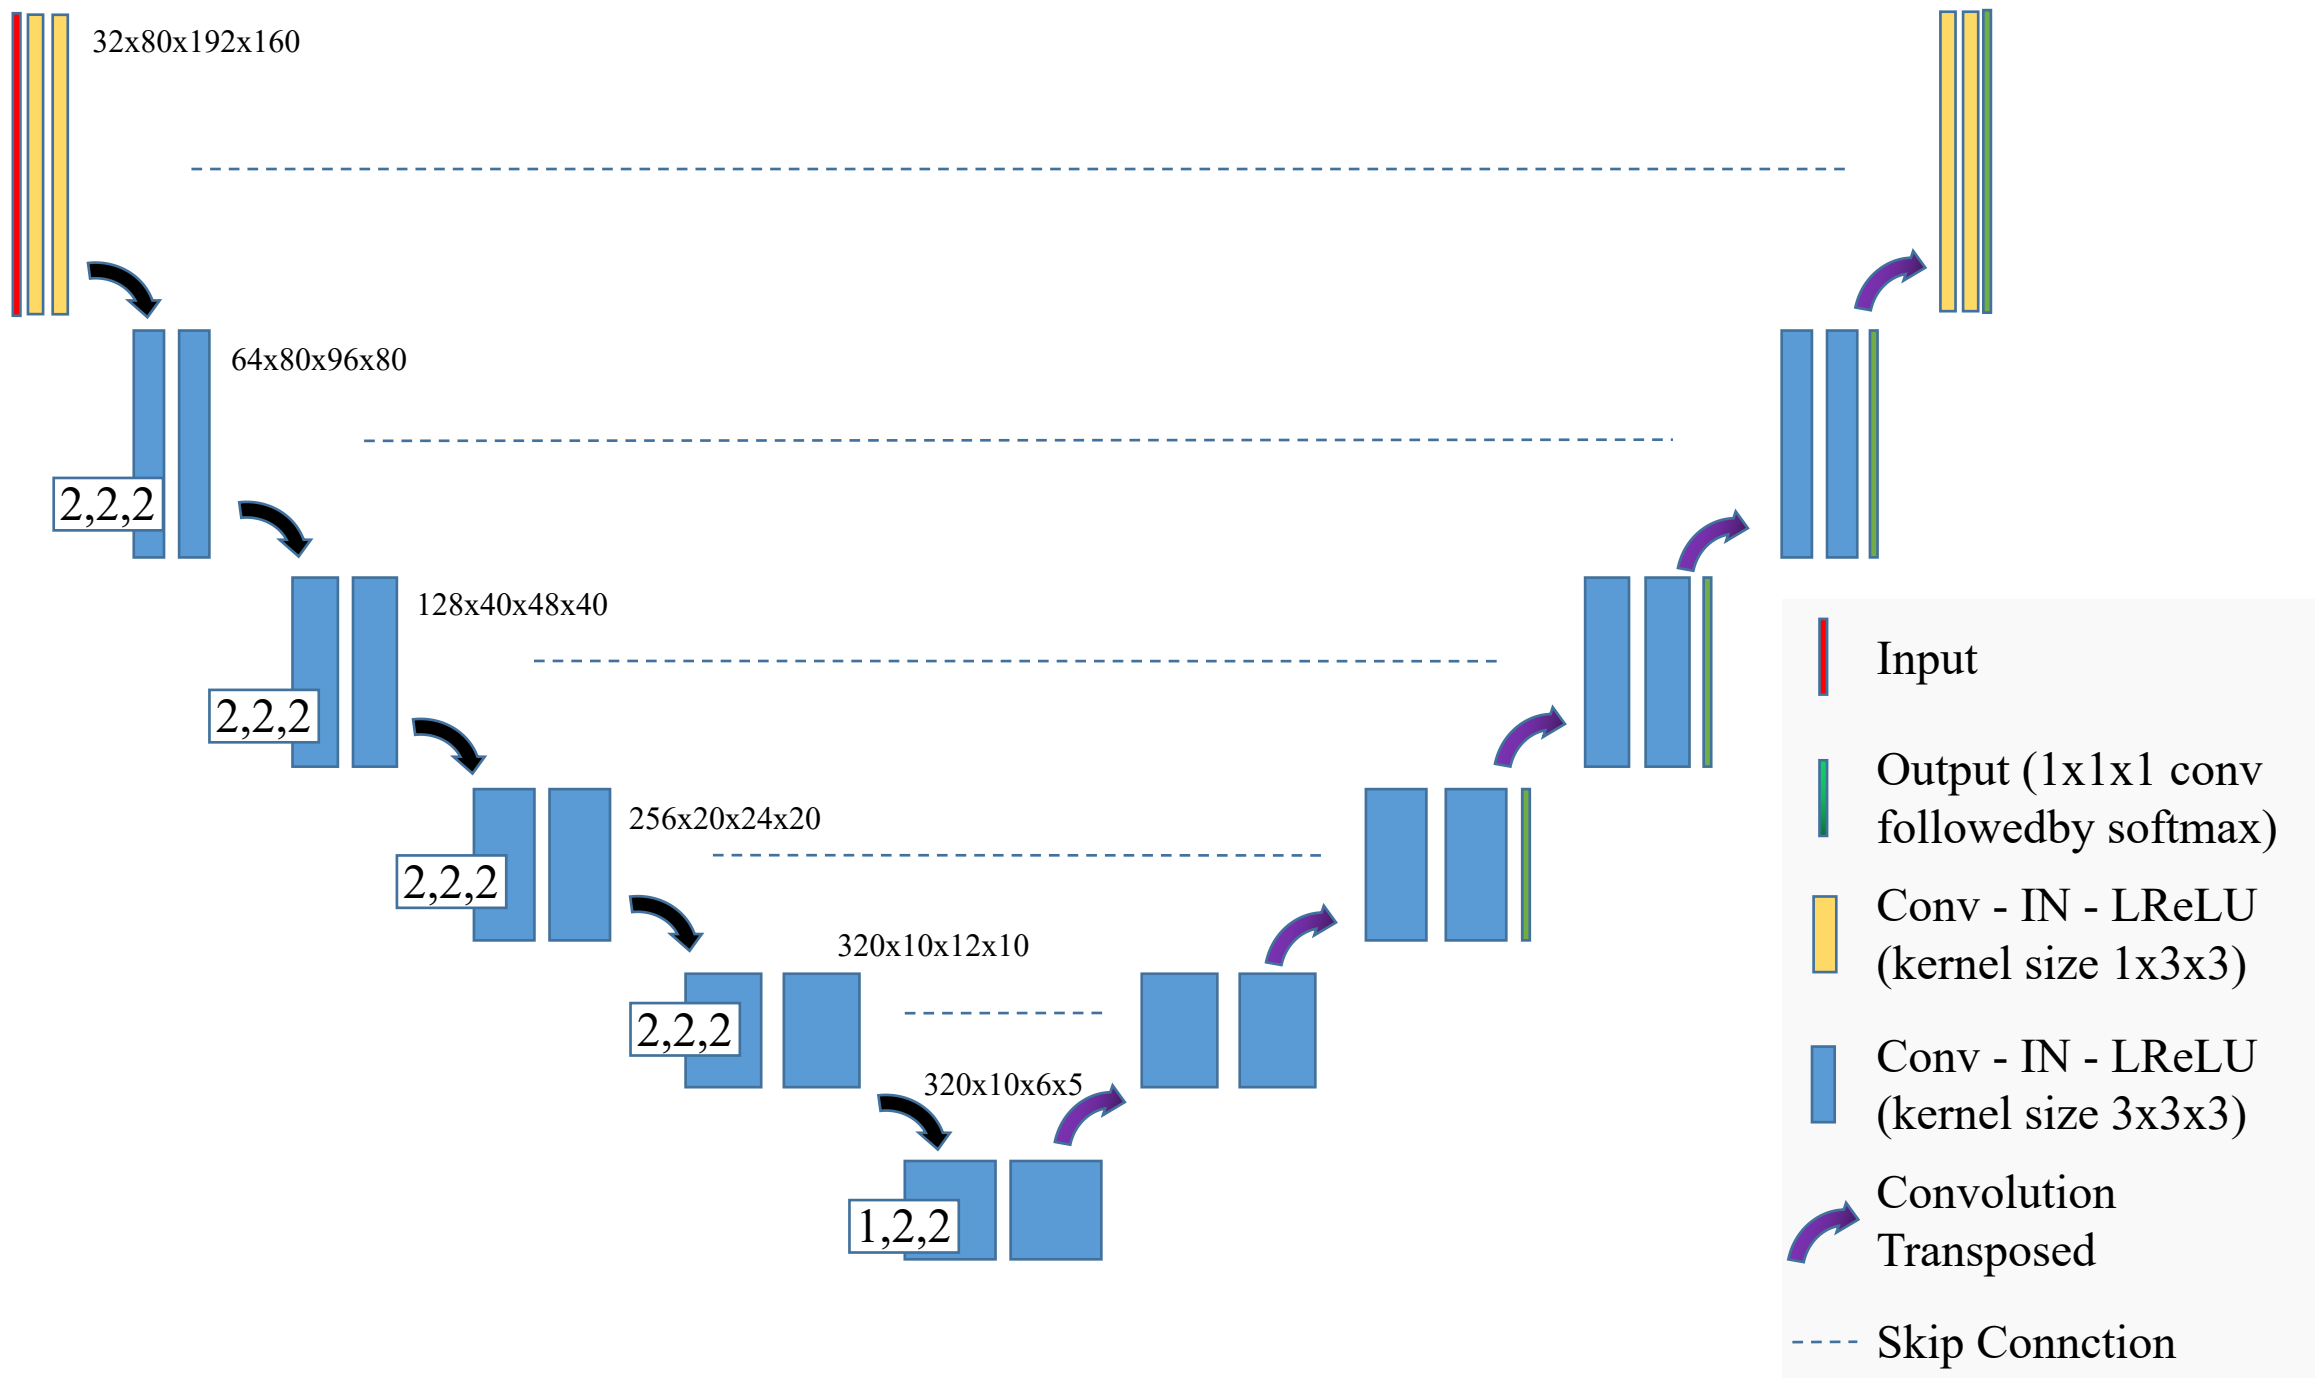 32x80x192x160
64x80x96x80
2,2,2
128x40x48x40
2,2,2
256x20x24x20
2,2,2
320x10x12x10
2,2,2
320x10x6x5
1,2,2
Input
Output (1x1x1 conv
followedby softmax)
Conv - IN - LReLU
(kernel size 1x3x3)
Conv - IN - LReLU
(kernel size 3x3x3)
Convolution
Transposed
Skip Connction